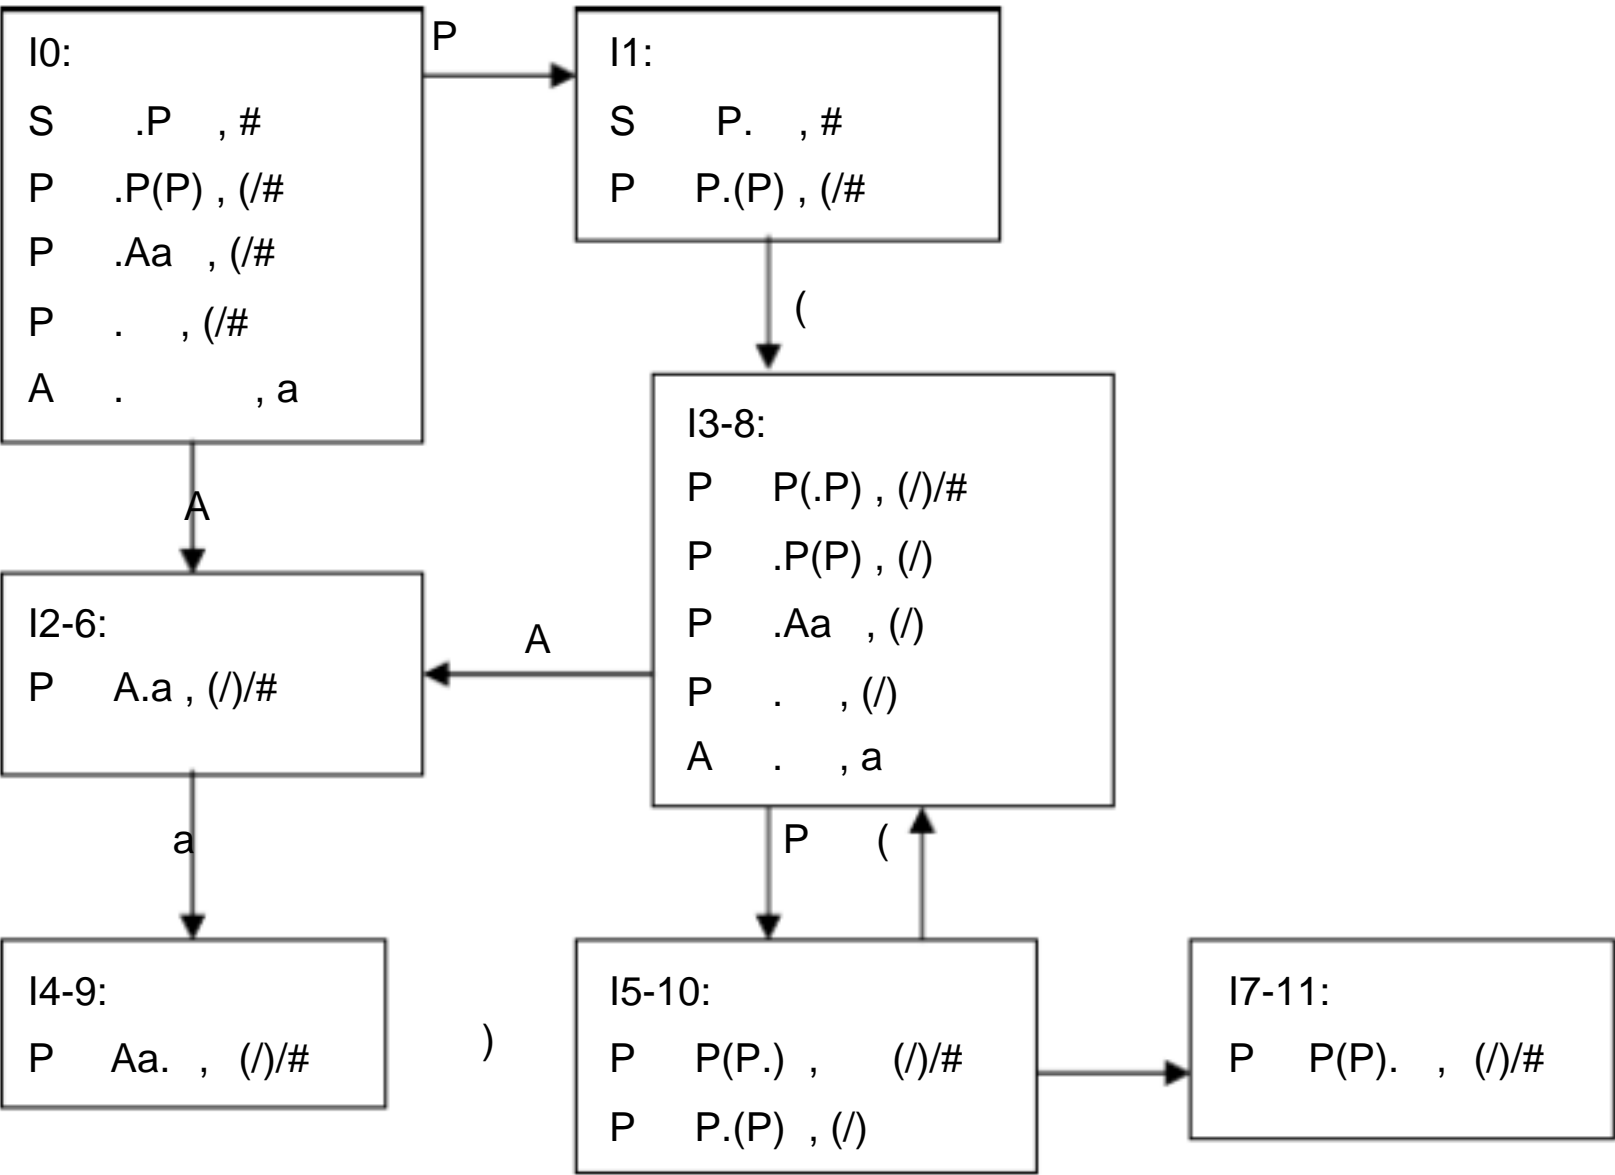 I0:
S .P , #
P .P(P) , (/#
P .Aa , (/#
P . , (/#
A . , a
P
I1:
S P. , #
P P.(P) , (/#
(
A
I3-8:
P P(.P) , (/)/#
P .P(P) , (/)
P .Aa , (/)
P . , (/)
A . , a
I2-6:
P A.a , (/)/#
A
a
P (
I4-9:
P Aa. , (/)/#
)
I5-10:
P P(P.) , (/)/#
P P.(P) , (/)
I7-11:
P P(P). , (/)/#